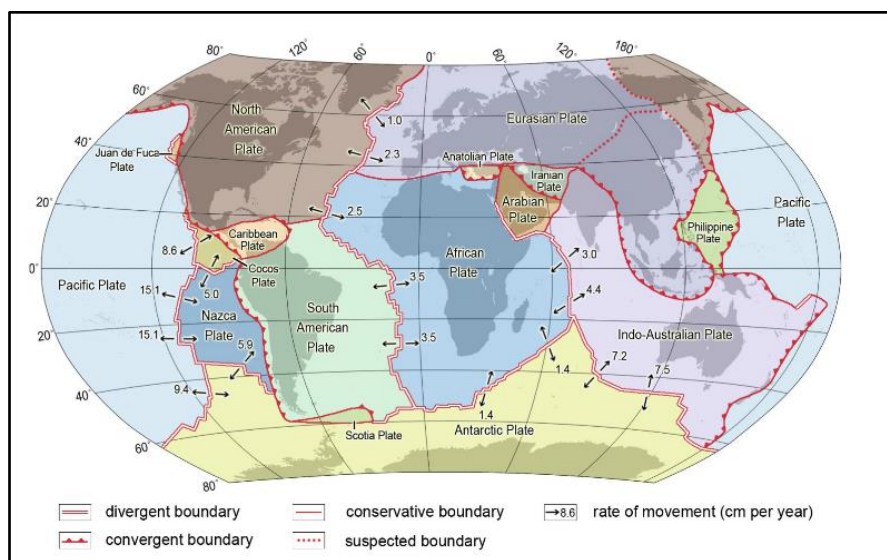 180°
120°
120°
80°
60°
0°
60°
60°
North
American
Plate
1.0
Eurasian Plate
40°
2.3
Juan de Fuca
Plate
Anatolian Plate
Iranian
Plate
Arabian
Plate
20°
2.5
Caribbean
Plate
Philippine
Plate
Pacific
Plate
8.6
African
Plate
3.0
0°
Cocos
Plate
Pacific Plate
15.1
5.0
3.5
4.4
Nazca
Plate
South
American
Plate
Indo-Australian Plate
20°
15.1
5.9
3.5
7.2
1.4
7.5
9.4
40°
1.4
Antarctic Plate
Scotia Plate
60°
80°
divergent boundary
conservative boundary
8.6 rate of movement (cm per year)
convergent boundary
suspected boundary